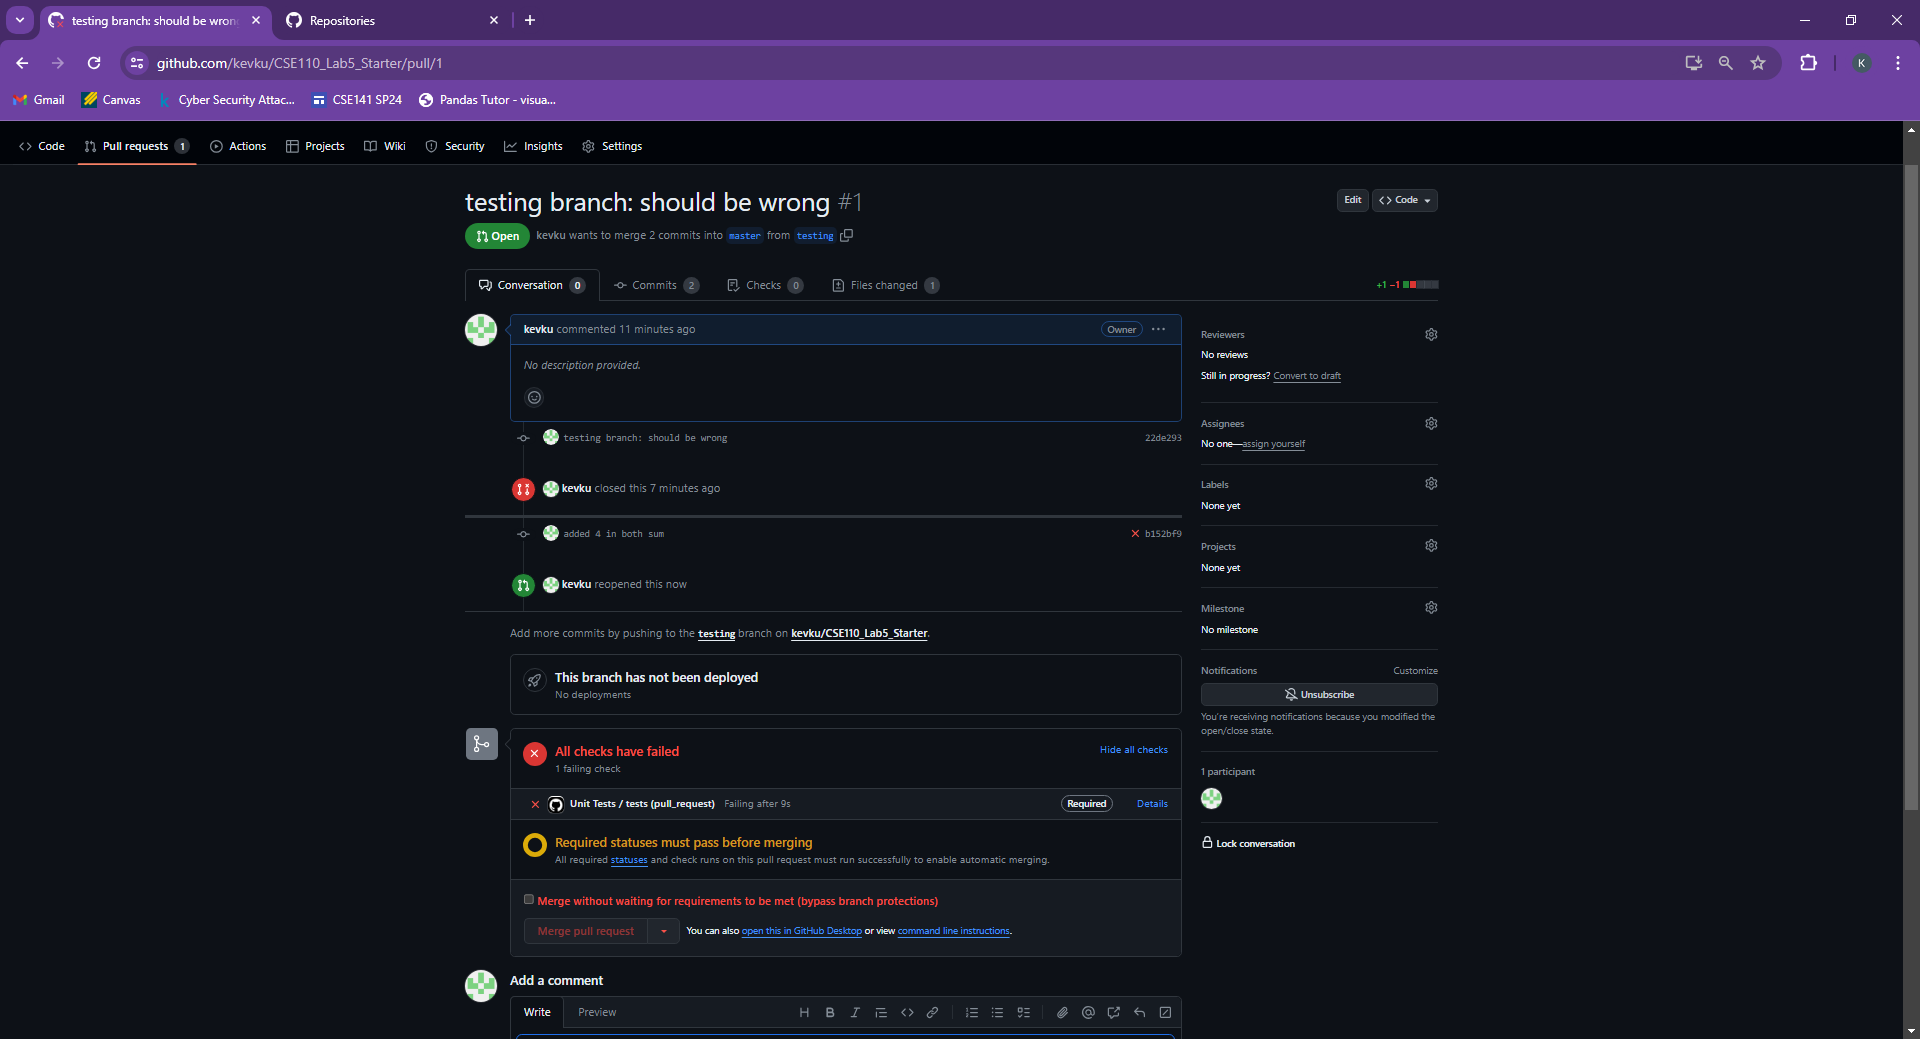 testing branch: should be wrong
Repositories
github.com/kevku/CSE110_Lab5_Starter/pull/1
K
Gmail
Canvas
Cyber Security Attac...
CSE141 SP24
Pandas Tutor - visua...
Code
Pull requests 1
Actions
Projects
Wiki
Security
Insights
Settings
testing branch: should be wrong #1
Edit
Code
Open
kevku wants to merge 2 commits into master from testing
Conversation 0
Commits 2
Checks 0
Files changed 1
+1 −1
kevku commented 11 minutes ago
Owner
No description provided.
testing branch: should be wrong
22de293
kevku closed this 7 minutes ago
added 4 in both sum
b152bf9
kevku reopened this now
Add more commits by pushing to the testing branch on kevku/CSE110_Lab5_Starter.
This branch has not been deployed
No deployments
All checks have failed
1 failing check
Hide all checks
Unit Tests / tests (pull_request) Failing after 9s
Required
Details
Required statuses must pass before merging
All required statuses and check runs on this pull request must run successfully to enable automatic merging.
Merge without waiting for requirements to be met (bypass branch protections)
Merge pull request
You can also open this in GitHub Desktop or view command line instructions.
Add a comment
Write
Preview
Reviewers
No reviews
Still in progress? Convert to draft
Assignees
No one—assign yourself
Labels
None yet
Projects
None yet
Milestone
No milestone
Notifications
Customize
Unsubscribe
You're receiving notifications because you modified the
open/close state.
1 participant
Lock conversation